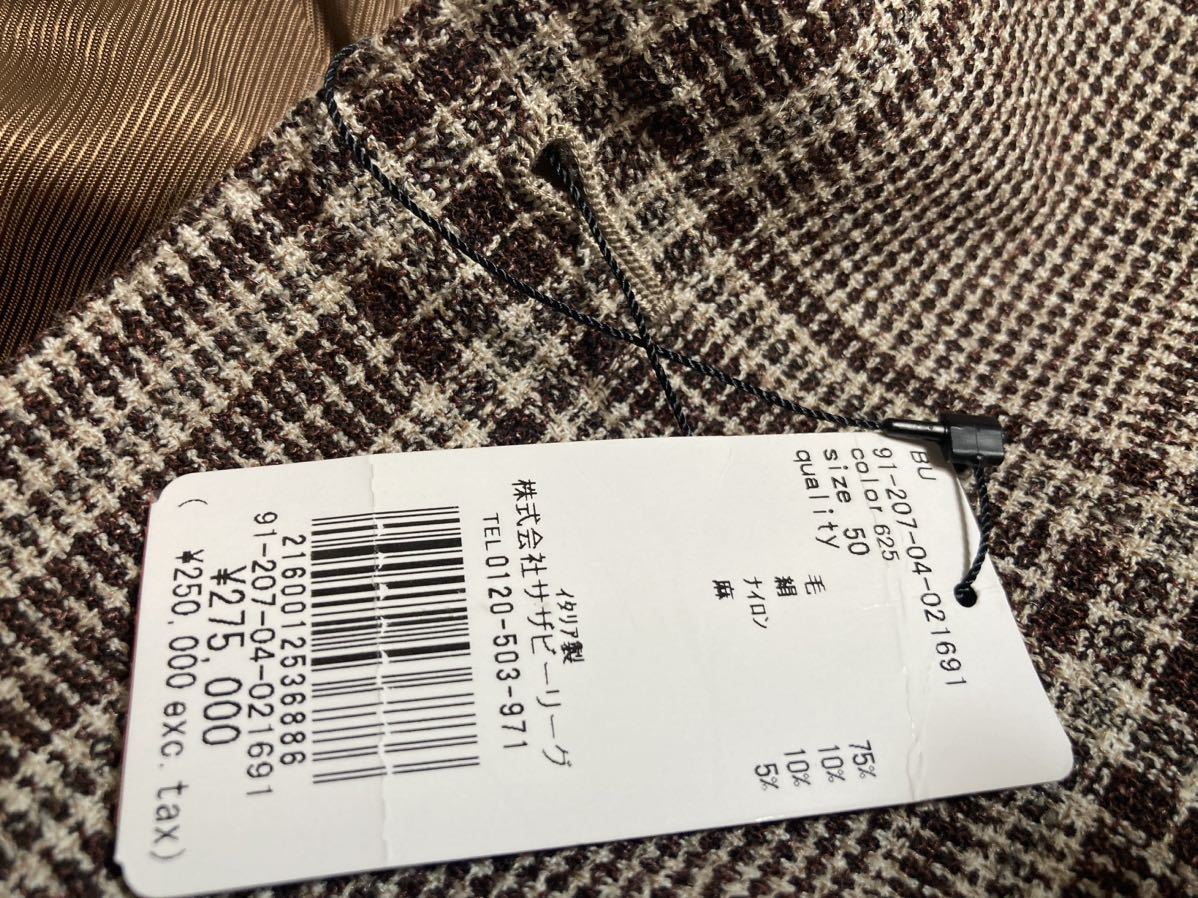 BU
91-207-04-021691
color 625
size 50
quality
毛 75%
絹 10%
ナイロン 10%
麻 5%
イタリア製
株式会社サザビーリーグ
TEL0120-503-971
2160012536886
91-207-04-021691
¥275,000
(¥250,000 exc. tax)